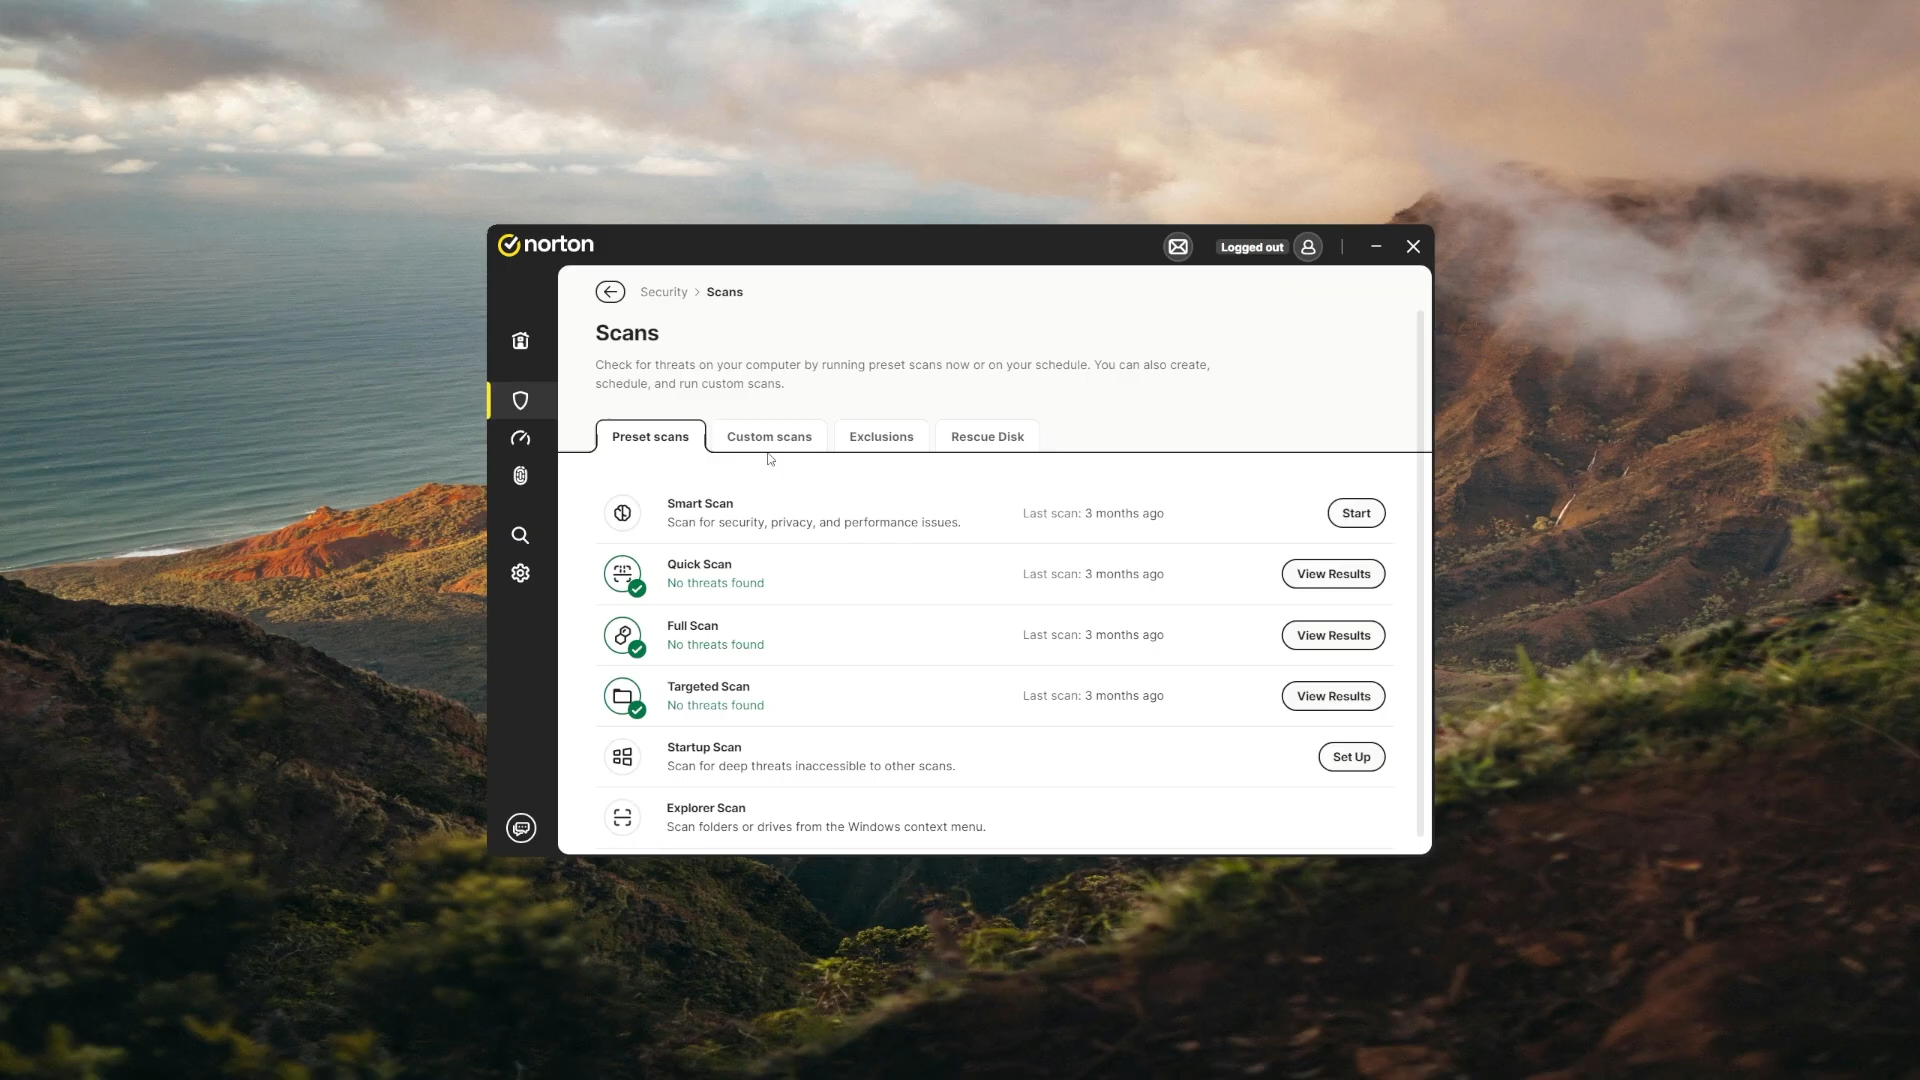 norton
Logged out
Security > Scans
Scans
Check for threats on your computer by running preset scans now or on your schedule. You can also create,
schedule, and run custom scans.
Preset scans
Custom scans
Exclusions
Rescue Disk
Smart Scan
Scan for security, privacy, and performance issues.
Last scan: 3 months ago
Start
Quick Scan
No threats found
Last scan: 3 months ago
View Results
Full Scan
No threats found
Last scan: 3 months ago
View Results
Targeted Scan
No threats found
Last scan: 3 months ago
View Results
Startup Scan
Scan for deep threats inaccessible to other scans.
Set Up
Explorer Scan
Scan folders or drives from the Windows context menu.